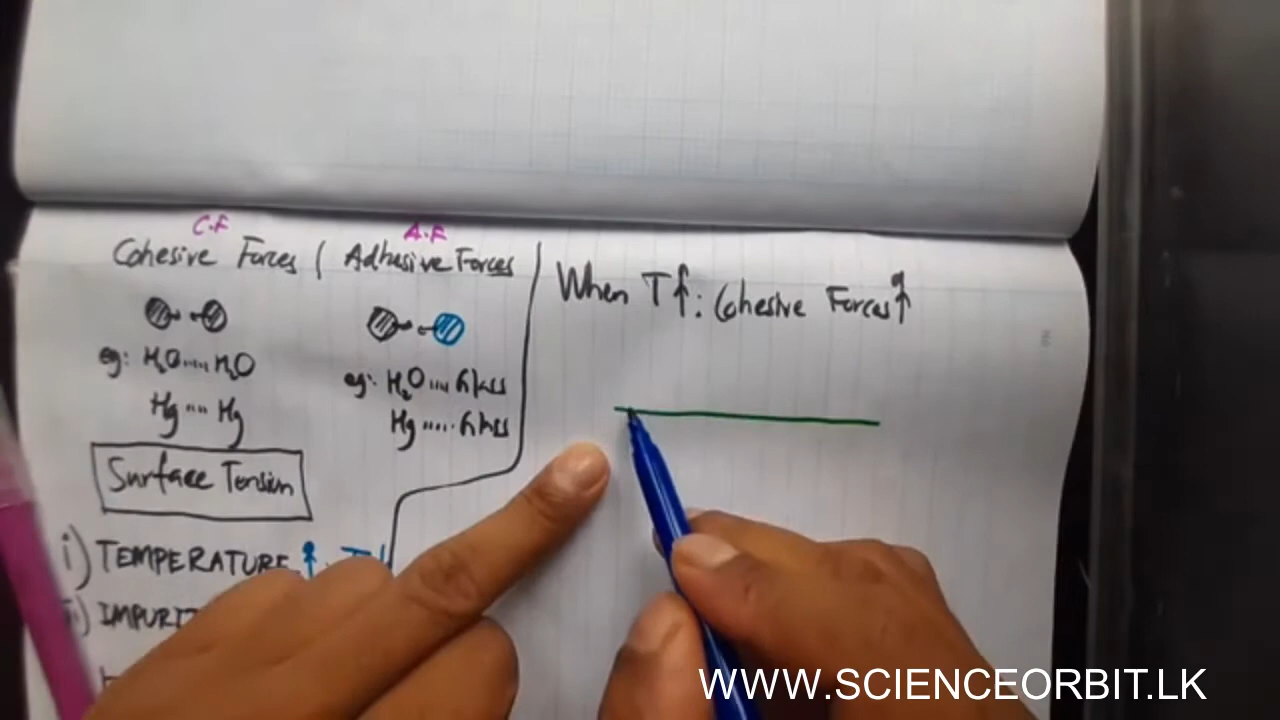 C.F
A.F
Cohesive Forces / Adhesive Forces
eg: H2O.....H2O
Hg.... Hg
eg: H2O.... Glass
Hg...... Glass
Surface Tension
i) TEMPERATURE ↑
IMPURIT
When T↑: Cohesive Forces↑
WWW.SCIENCEORBIT.LK